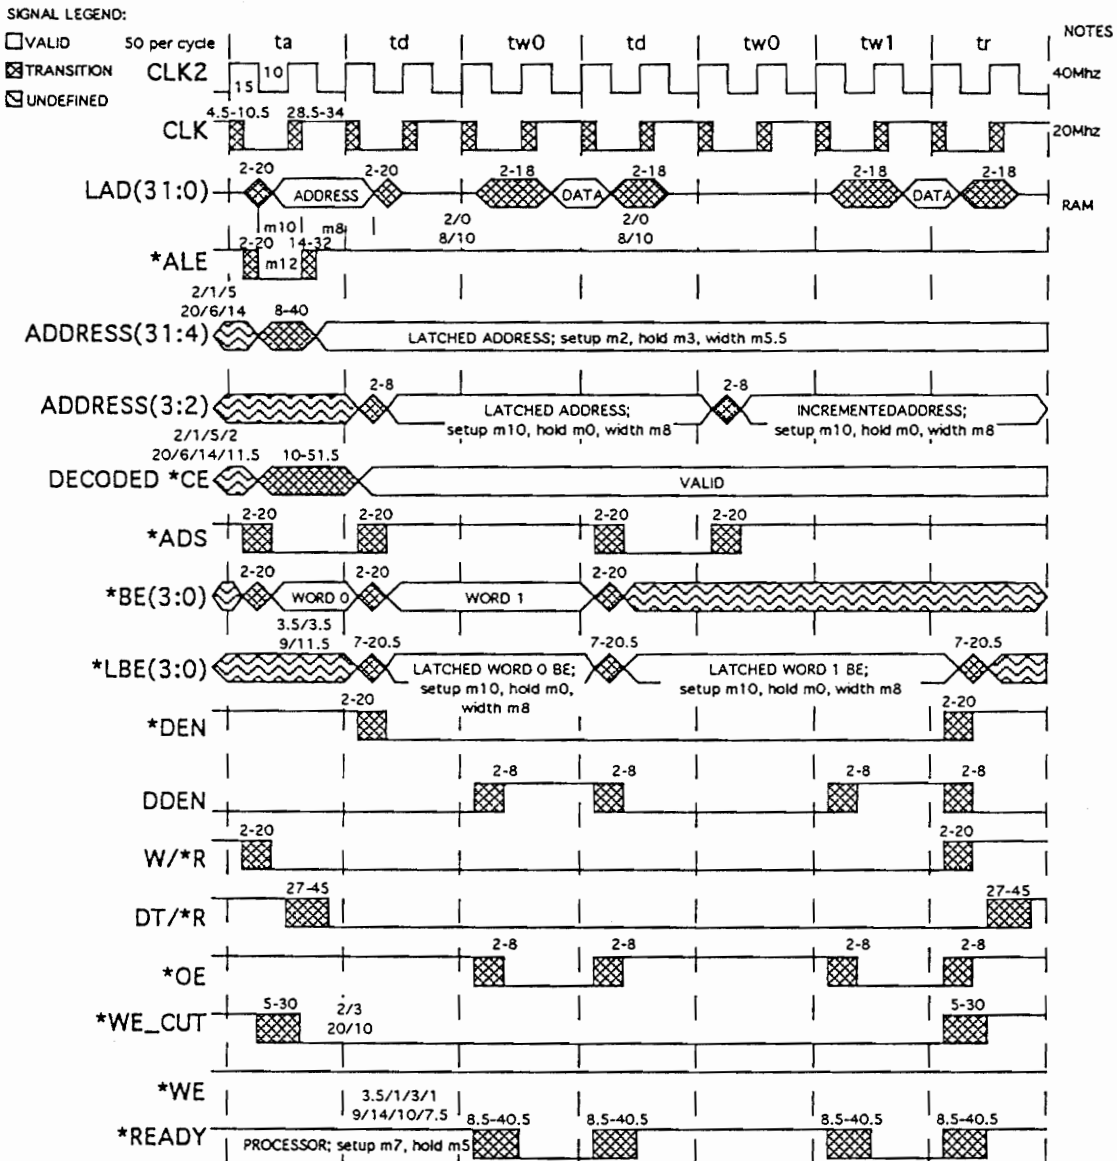 SIGNAL LEGEND:
VALID
TRANSITION
UNDEFINED
50 per cycle ta td tw0 td tw0 tw1 tr NOTES
CLK2 15 10 40Mhz
4.5-10.5 28.5-34
CLK 20Mhz
2-20 2-20 2-18 2-18 2-18 2-18
LAD(31:0) ADDRESS DATA DATA RAM
m10 m8 2/0 2/0
8/10 8/10
2-20 14-32
*ALE m12
2/1/5
20/6/14 8-40
ADDRESS(31:4) LATCHED ADDRESS; setup m2, hold m3, width m5.5
2-8 2-8
ADDRESS(3:2) LATCHED ADDRESS; INCREMENTEDADDRESS;
setup m10, hold m0, width m8 setup m10, hold m0, width m8
2/1/5/2
20/6/14/11.5 10-51.5
DECODED *CE VALID
2-20 2-20 2-20 2-20
*ADS
2-20 2-20 2-20
*BE(3:0) WORD 0 WORD 1
3.5/3.5
9/11.5 7-20.5 7-20.5 7-20.5
*LBE(3:0) LATCHED WORD 0 BE; LATCHED WORD 1 BE;
setup m10, hold m0, setup m10, hold m0, width m8
width m8
2-20 2-20
*DEN
2-8 2-8 2-8 2-8
DDEN
2-20 2-20
W/*R
27-45 27-45
DT/*R
2-8 2-8 2-8 2-8
*OE
5-30 2/3 5-30
*WE_CUT 20/10
*WE
3.5/1/3/1
9/14/10/7.5 8.5-40.5 8.5-40.5 8.5-40.5 8.5-40.5
*READY PROCESSOR; setup m7, hold m5